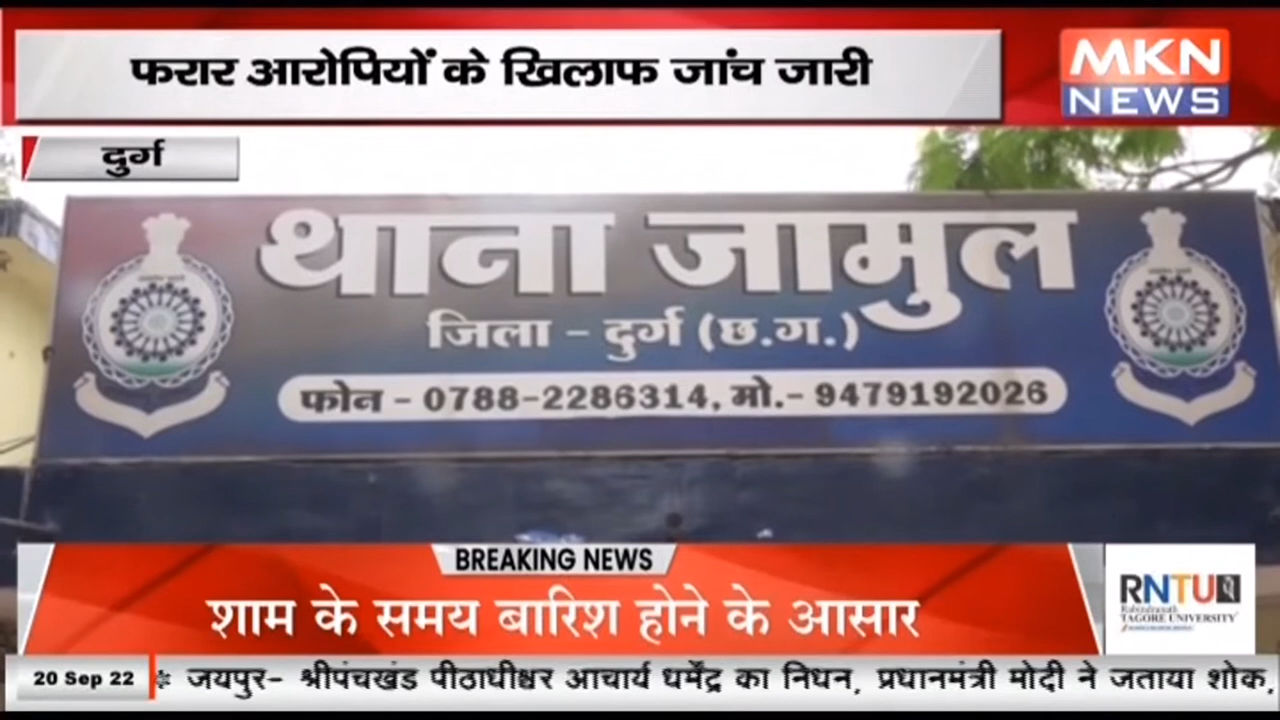 फरार आरोपियों के खिलाफ जांच जारी
MKN
NEWS
दुर्ग
थाना जामुल
जिला - दुर्ग (छ.ग.)
फोन - 0788-2286314, मो.- 9479192026
BREAKING NEWS
शाम के समय बारिश होने के आसार
RNTU
Rabindranath
TAGORE UNIVERSITY
20 Sep 22
जयपुर- श्रीपंचखंड पीठाधीश्वर आचार्य धर्मेंद्र का निधन, प्रधानमंत्री मोदी ने जताया शोक,